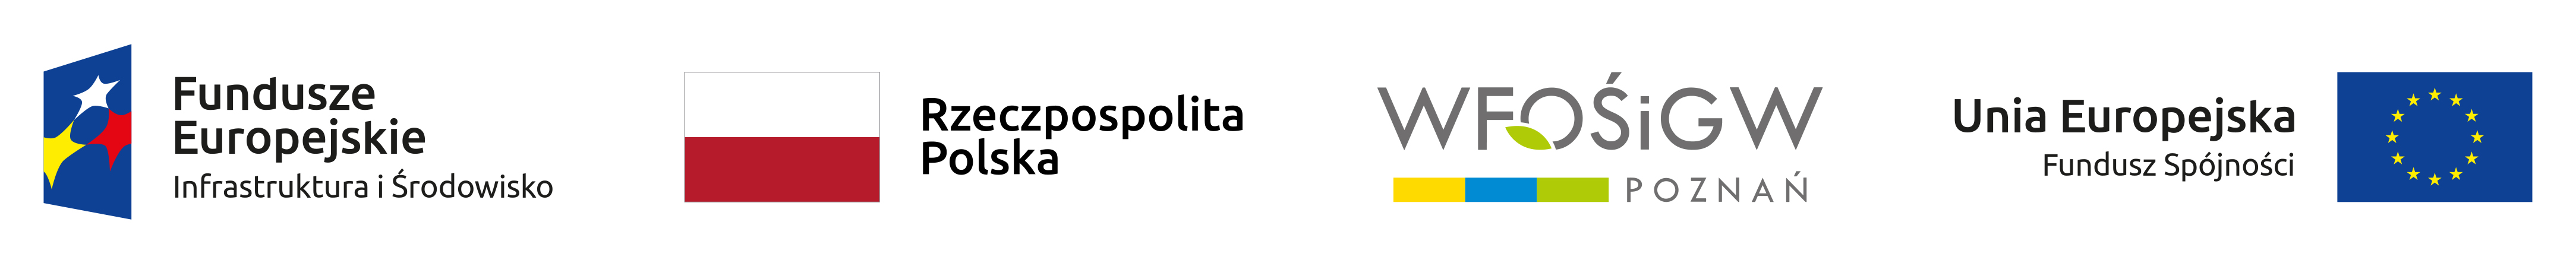 Fundusze
Europejskie
Infrastruktura i Środowisko
Rzeczpospolita
Polska
WFOŚiGW
POZNAŃ
Unia Europejska
Fundusz Spójności